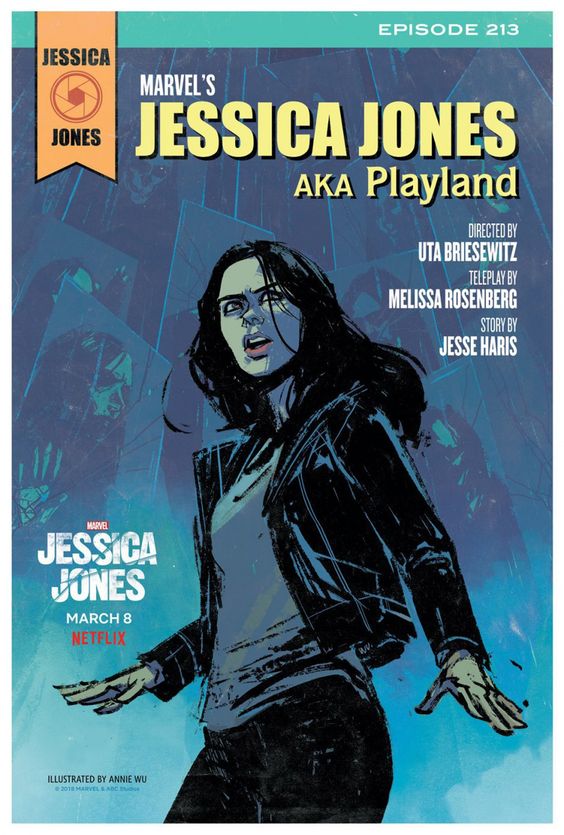 EPISODE 213
JESSICA
JONES
MARVEL'S
JESSICA JONES
AKA Playland
DIRECTED BY
UTA BRIESEWITZ
TELEPLAY BY
MELISSA ROSENBERG
STORY BY
JESSE HARIS
MARVEL
JESSICA
JONES
MARCH 8
NETFLIX
ILLUSTRATED BY ANNIE WU
© 2018 MARVEL & ABC Studios